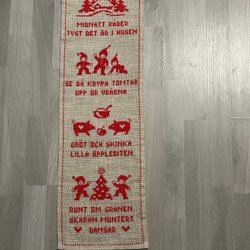 MIDNATT RÅDER
TYST DET ÄR I HUSEN
SE DÅ KRYPA TOMTAR
UPP UR VRÅRNA
GRÖT OCH SKINKA
LILLA ÄPPLEBITEN
RUNT OM GRANEN
SKARAN MUNTERT
DANSAR